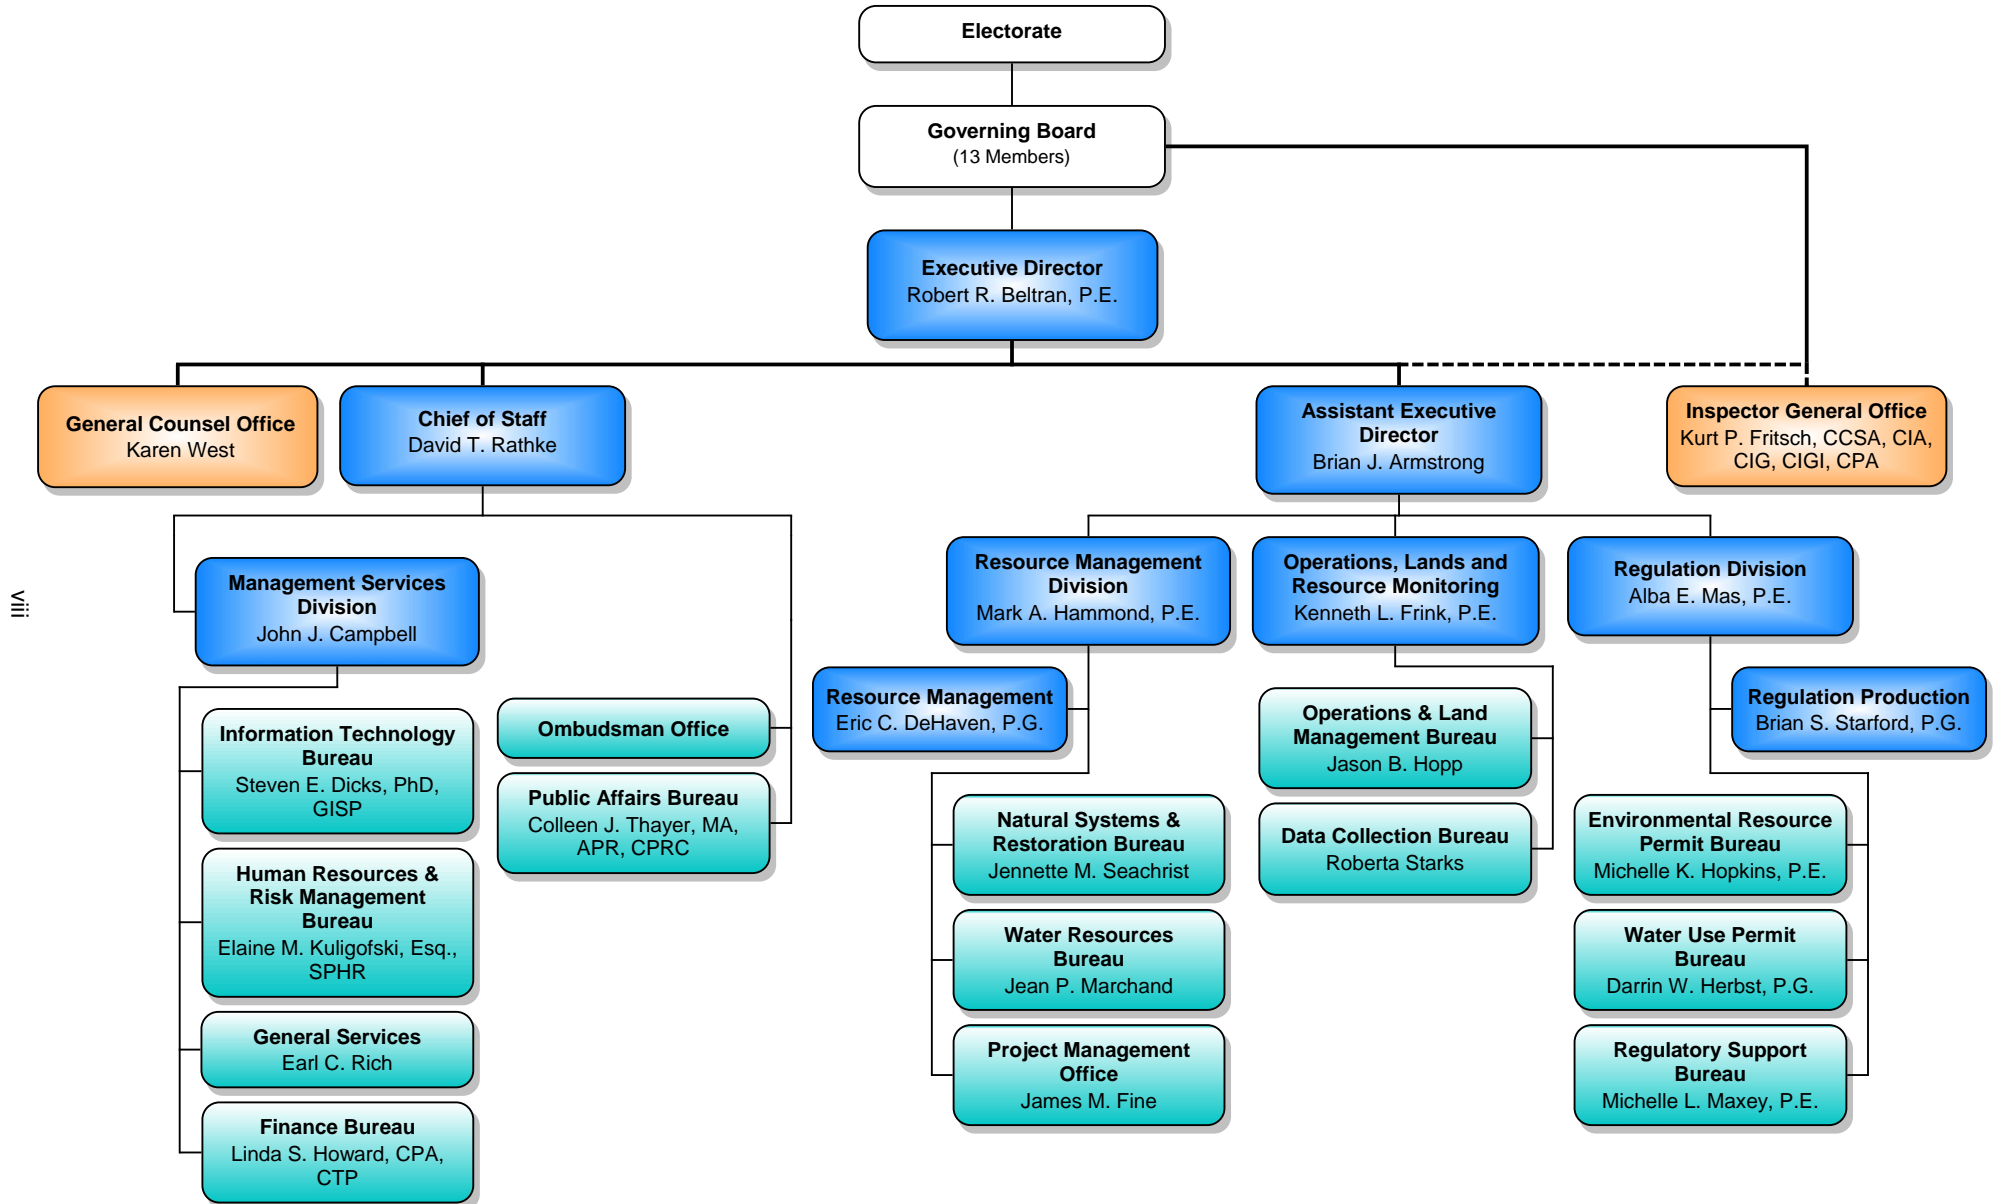 Electorate
Governing Board
(13 Members)
Executive Director
Robert R. Beltran, P.E.
General Counsel Office
Karen West
Chief of Staff
David T. Rathke
Assistant Executive
Director
Brian J. Armstrong
Inspector General Office
Kurt P. Fritsch, CCSA, CIA,
CIG, CIGI, CPA
Management Services
Division
John J. Campbell
Resource Management
Division
Mark A. Hammond, P.E.
Operations, Lands and
Resource Monitoring
Kenneth L. Frink, P.E.
Regulation Division
Alba E. Mas, P.E.
Information Technology
Bureau
Steven E. Dicks, PhD,
GISP
Human Resources &
Risk Management
Bureau
Elaine M. Kuligofski, Esq.,
SPHR
General Services
Earl C. Rich
Finance Bureau
Linda S. Howard, CPA,
CTP
Ombudsman Office
Public Affairs Bureau
Colleen J. Thayer, MA,
APR, CPRC
Resource Management
Eric C. DeHaven, P.G.
Natural Systems &
Restoration Bureau
Jennette M. Seachrist
Water Resources
Bureau
Jean P. Marchand
Project Management
Office
James M. Fine
Operations & Land
Management Bureau
Jason B. Hopp
Data Collection Bureau
Roberta Starks
Regulation Production
Brian S. Starford, P.G.
Environmental Resource
Permit Bureau
Michelle K. Hopkins, P.E.
Water Use Permit
Bureau
Darrin W. Herbst, P.G.
Regulatory Support
Bureau
Michelle L. Maxey, P.E.
viii